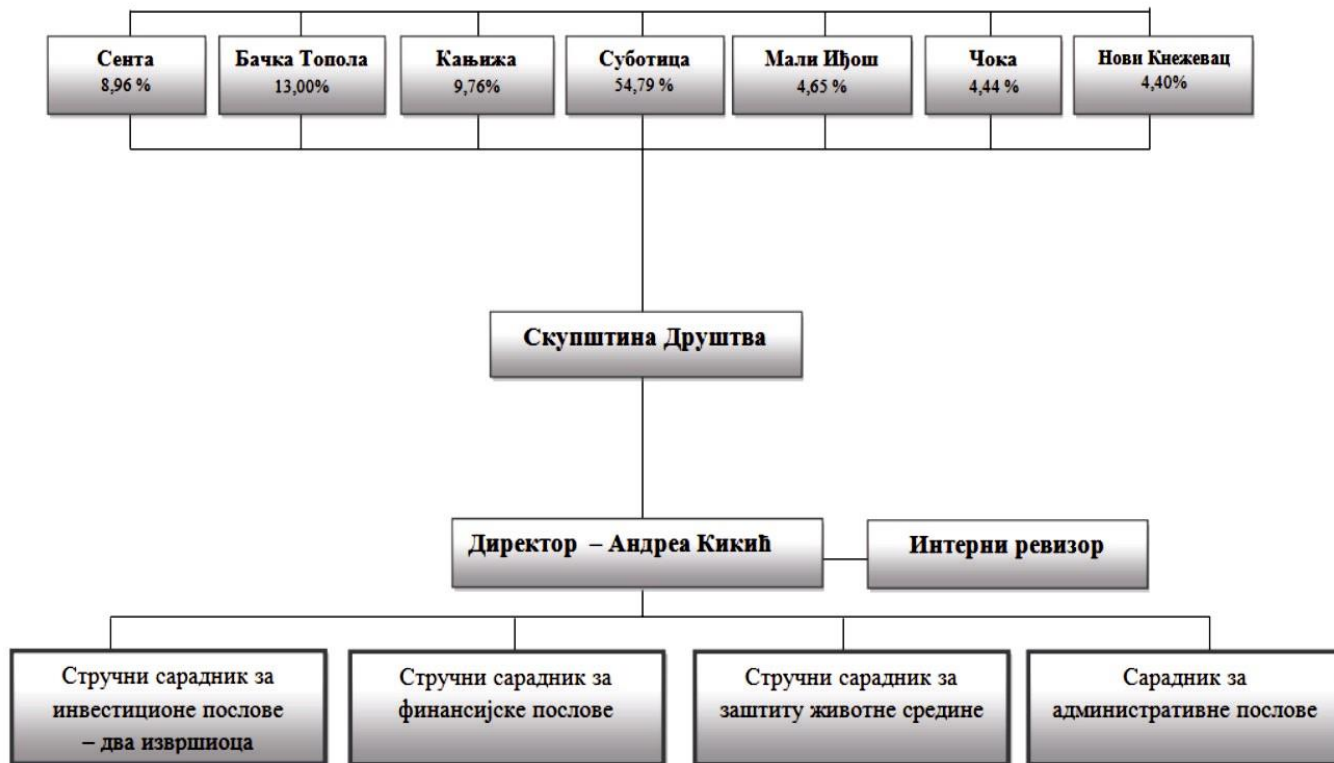 Сента
8,96 %
Бачка Топола
13,00%
Кањижа
9,76%
Суботица
54,79 %
Мали Иђош
4,65 %
Чока
4,44 %
Нови Кнежевац
4,40%
Скупштина Друштва
Директор – Андреа Кикић
Интерни ревизор
Стручни сарадник за
инвестиционе послове
– два извршиоца
Стручни сарадник за
финансијске послове
Стручни сарадник за
заштиту животне средине
Сарадник за
административне послове